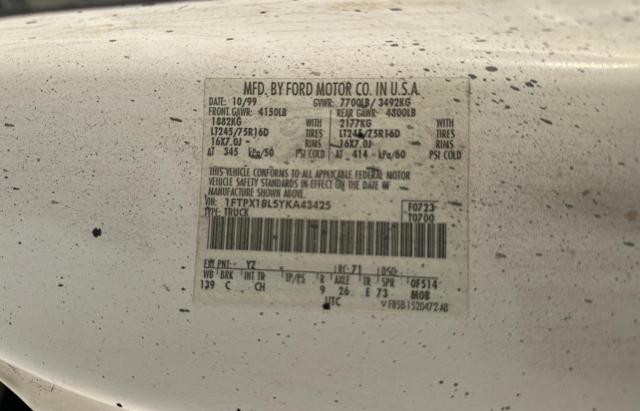 MFD. BY FORD MOTOR CO. IN U.S.A.
DATE: 10/99 GVWR: 7700LB/ 3492KG
FRONT GAWR: 4150LB REAR GAWR: 4800LB
1882KG WITH 2177KG WITH
LT245/75R16D TIRES LT245/75R16D TIRES
16X7.0J RIMS 16X7.0J RIMS
AT 345 kPa/50 PSI COLD AT 414 kPa/60 PSI COLD
THIS VEHICLE CONFORMS TO ALL APPLICABLE FEDERAL MOTOR
VEHICLE SAFETY STANDARDS IN EFFECT ON THE DATE OF
MANUFACTURE SHOWN ABOVE.
VIN: 1FTPX18L5YKA43425 F0723
TYPE: TRUCK T0700
EXT PNT: YZ RC: 71 DSO:
WB BRK INT TR TP/PS R AXLE TR SPR 0F514
139 C CH 9 26 E 73 MOB
UTC F85B 1520472 AB